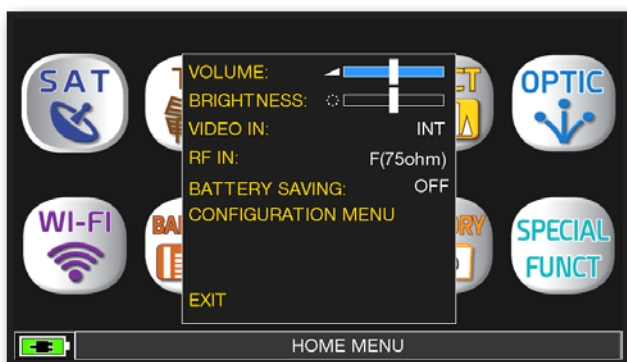 SAT
OPTIC
VOLUME:
BRIGHTNESS:
VIDEO IN: INT
RF IN: F(75ohm)
BATTERY SAVING: OFF
CONFIGURATION MENU
EXIT
WI-FI
SPECIAL
FUNCT
HOME MENU